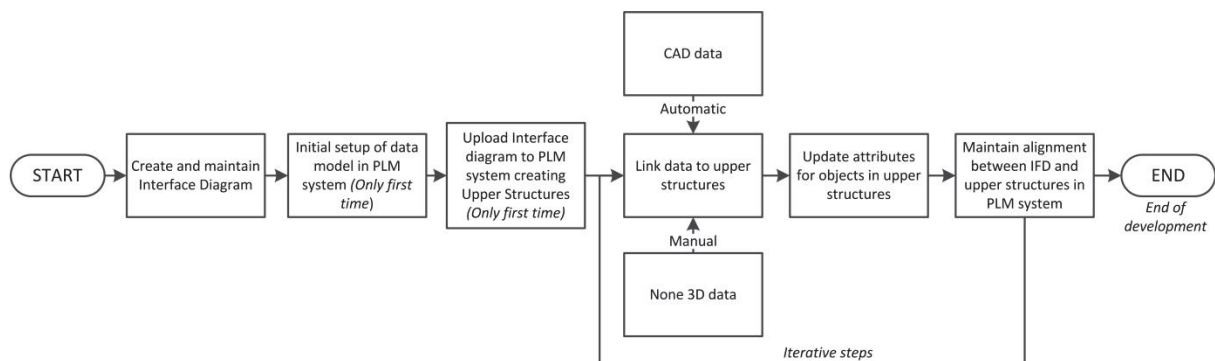 START
Create and maintain
Interface Diagram
Initial setup of data
model in PLM
system (Only first
time)
Upload Interface
diagram to PLM
system creating
Upper Structures
(Only first time)
CAD data
Automatic
Link data to upper
structures
Manual
None 3D data
Update attributes
for objects in upper
structures
Maintain alignment
between IFD and
upper structures in
PLM system
END
End of
development
Iterative steps